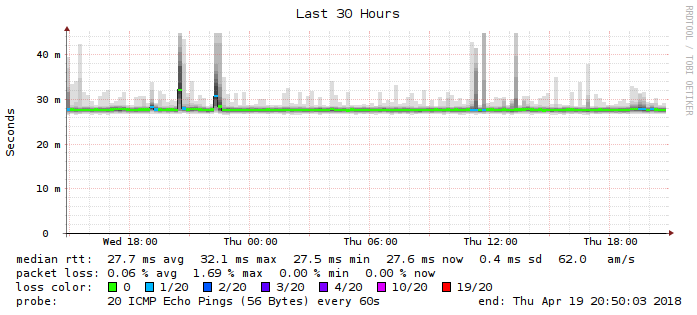 Last 30 Hours
RRDTOOL / TOBI OETIKER
Seconds
40 m
30 m
20 m
10 m
0
Wed 18:00 Thu 00:00 Thu 06:00 Thu 12:00 Thu 18:00
median rtt: 27.7 ms avg 32.1 ms max 27.5 ms min 27.6 ms now 0.4 ms sd 62.0 am/s
packet loss: 0.06 % avg 1.69 % max 0.00 % min 0.00 % now
loss color: 0 1/20 2/20 3/20 4/20 10/20 19/20
probe: 20 ICMP Echo Pings (56 Bytes) every 60s end: Thu Apr 19 20:50:03 2018